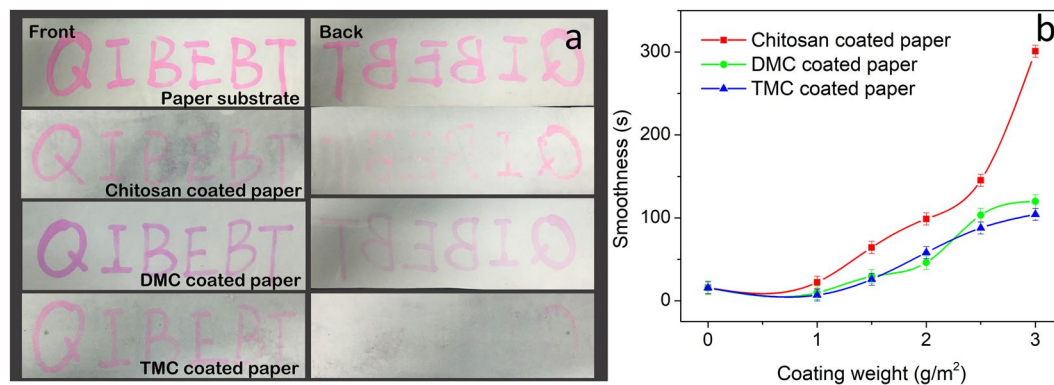 Front
QIBEBT
Paper substrate
QIBEBT
Chitosan coated paper
QIBEBT
DMC coated paper
QIBEBT
TMC coated paper
Back
a
QIBEBT
QIBEB
QIBEBT
b
Chitosan coated paper
DMC coated paper
TMC coated paper
Smoothness (s)
300
200
100
0
0
1
2
3
Coating weight (g/m²)